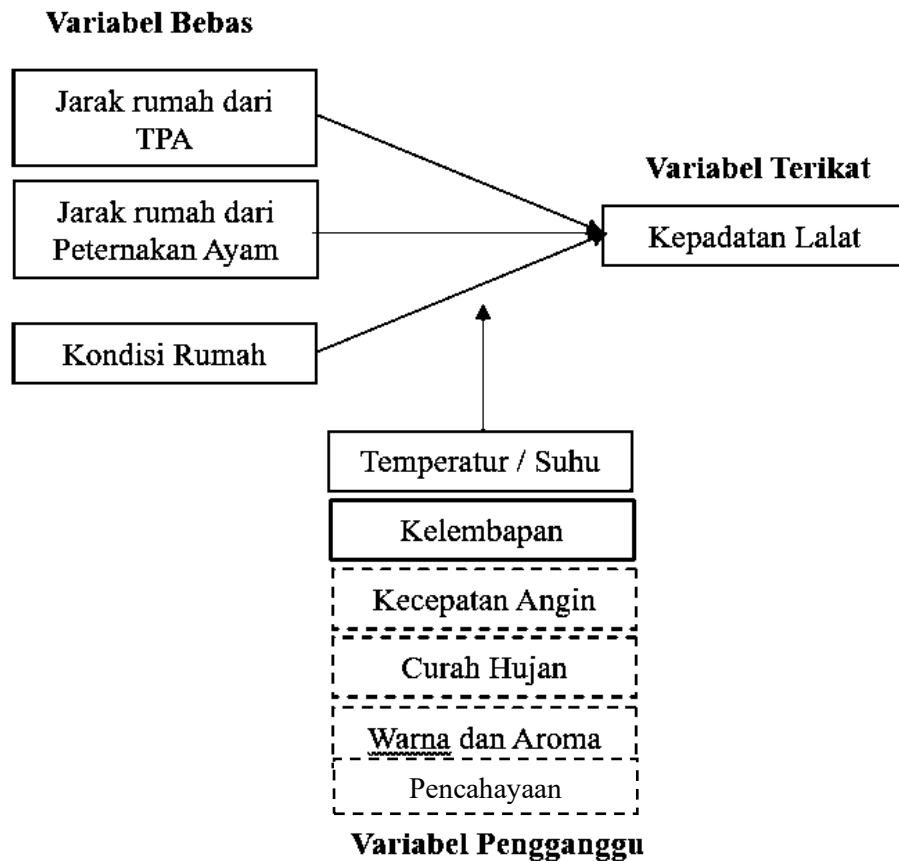 Variabel Bebas
Jarak rumah dari
TPA
Variabel Terikat
Jarak rumah dari
Peternakan Ayam
Kepadatan Lalat
Kondisi Rumah
Temperatur / Suhu
Kelembapan
Kecepatan Angin
Curah Hujan
Warna dan Aroma
Pencahayaan
Variabel Pengganggu